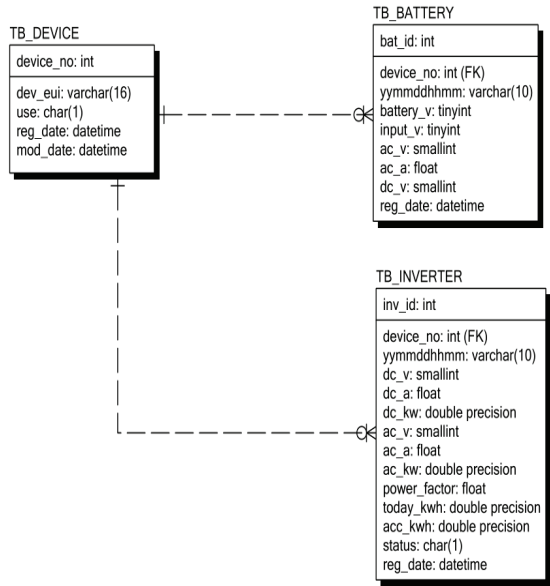 TB_DEVICE
device_no: int
dev_eui: varchar(16)
use: char(1)
reg_date: datetime
mod_date: datetime
TB_BATTERY
bat_id: int
device_no: int (FK)
yymmddhhmm: varchar(10)
battery_v: tinyint
input_v: tinyint
ac_v: smallint
ac_a: float
dc_v: smallint
reg_date: datetime
TB_INVERTER
inv_id: int
device_no: int (FK)
yymmddhhmm: varchar(10)
dc_v: smallint
dc_a: float
dc_kw: double precision
ac_v: smallint
ac_a: float
ac_kw: double precision
power_factor: float
today_kwh: double precision
acc_kwh: double precision
status: char(1)
reg_date: datetime